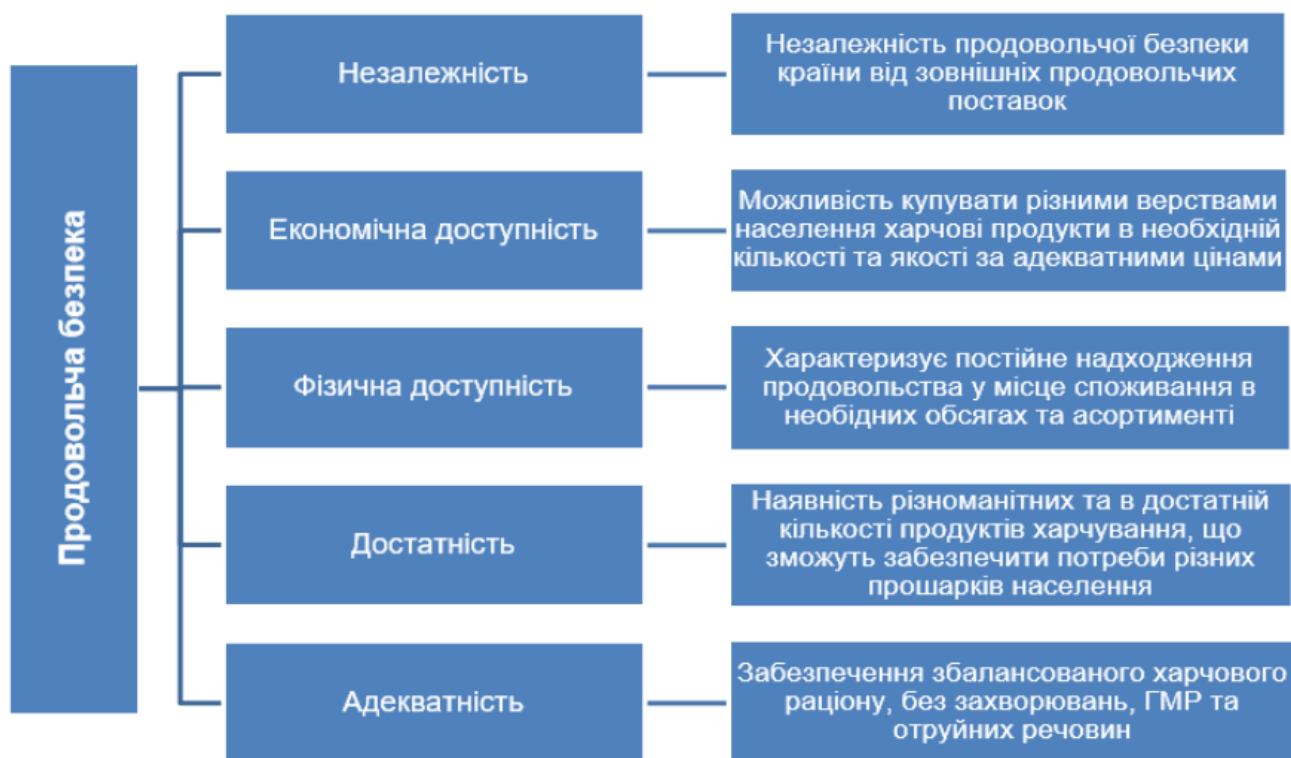 Продовольча безпека
Незалежність
Незалежність продовольчої безпеки
країни від зовнішніх продовольчих
поставок
Економічна доступність
Можливість купувати різними верствами
населення харчові продукти в необхідній
кількості та якості за адекватними цінами
Фізична доступність
Характеризує постійне надходження
продовольства у місце споживання в
необідних обсягах та асортименті
Достатність
Наявність різноманітних та в достатній
кількості продуктів харчування, що
зможуть забезпечити потреби різних
прошарків населення
Адекватність
Забезпечення збалансованого харчового
раціону, без захворювань, ГМР та
отруйних речовин